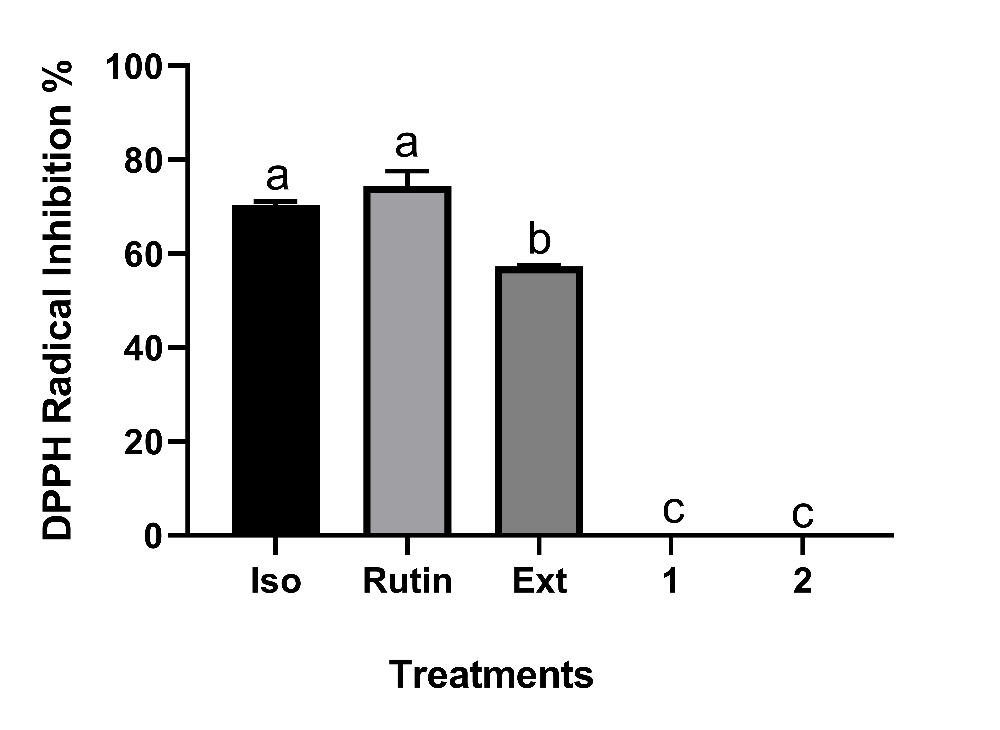 DPPH Radical Inhibition %
100
80
60
40
20
0
a
a
b
c
c
Iso
Rutin
Ext
1
2
Treatments